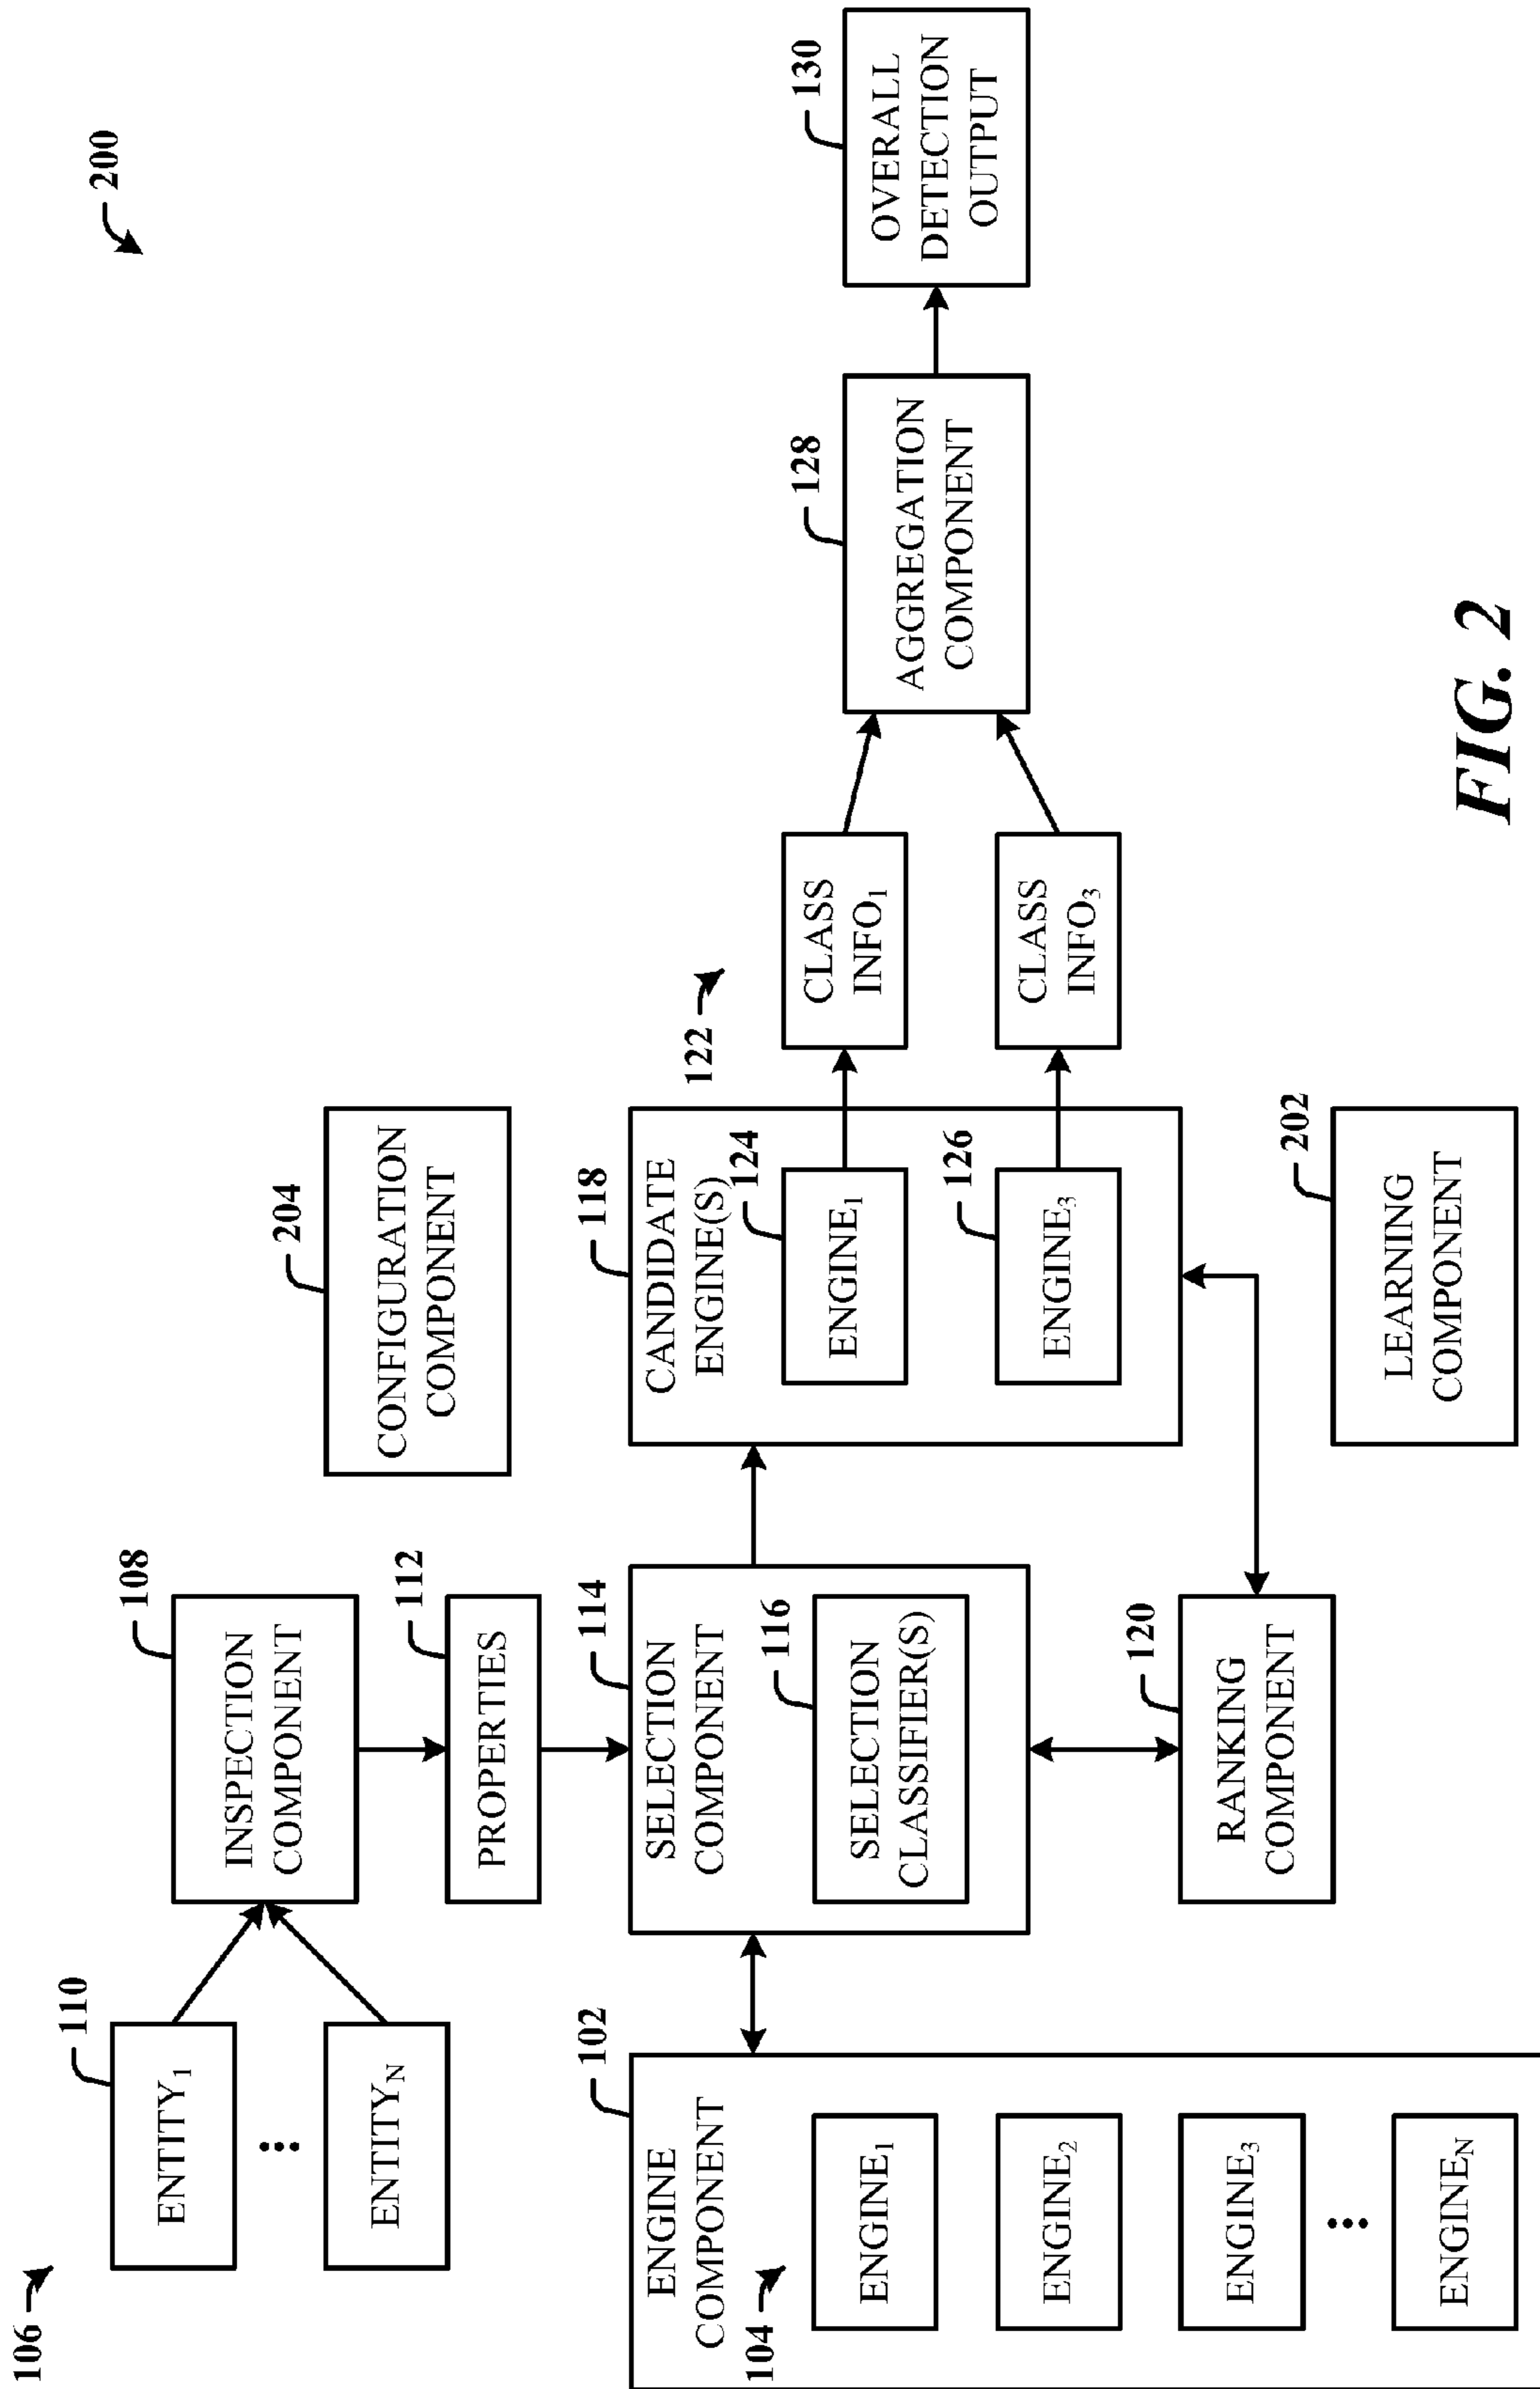 200
106
110
ENTITY₁
ENTITY_N
108
INSPECTION
COMPONENT
112
PROPERTIES
204
CONFIGURATION
COMPONENT
102
ENGINE
COMPONENT
104
ENGINE₁
ENGINE₂
ENGINE₃
ENGINE_N
114
SELECTION
COMPONENT
116
SELECTION
CLASSIFIER(S)
120
RANKING
COMPONENT
118
CANDIDATE
ENGINE(S)
124
ENGINE₁
126
ENGINE₃
122
CLASS
INFO₁
CLASS
INFO₃
128
AGGREGATION
COMPONENT
130
OVERALL
DETECTION
OUTPUT
202
LEARNING
COMPONENT
FIG. 2